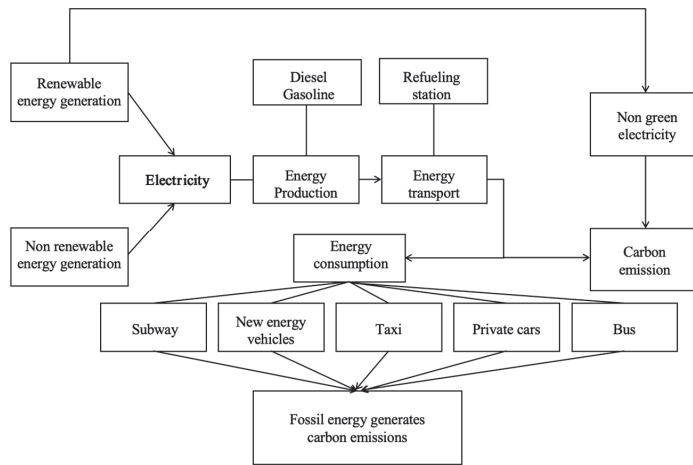 Renewable
energy generation
Diesel
Gasoline
Refueling
station
Non green
electricity
Electricity
Energy
Production
Energy
transport
Non renewable
energy generation
Energy
consumption
Carbon
emission
Subway
New energy
vehicles
Taxi
Private cars
Bus
Fossil energy generates
carbon emissions